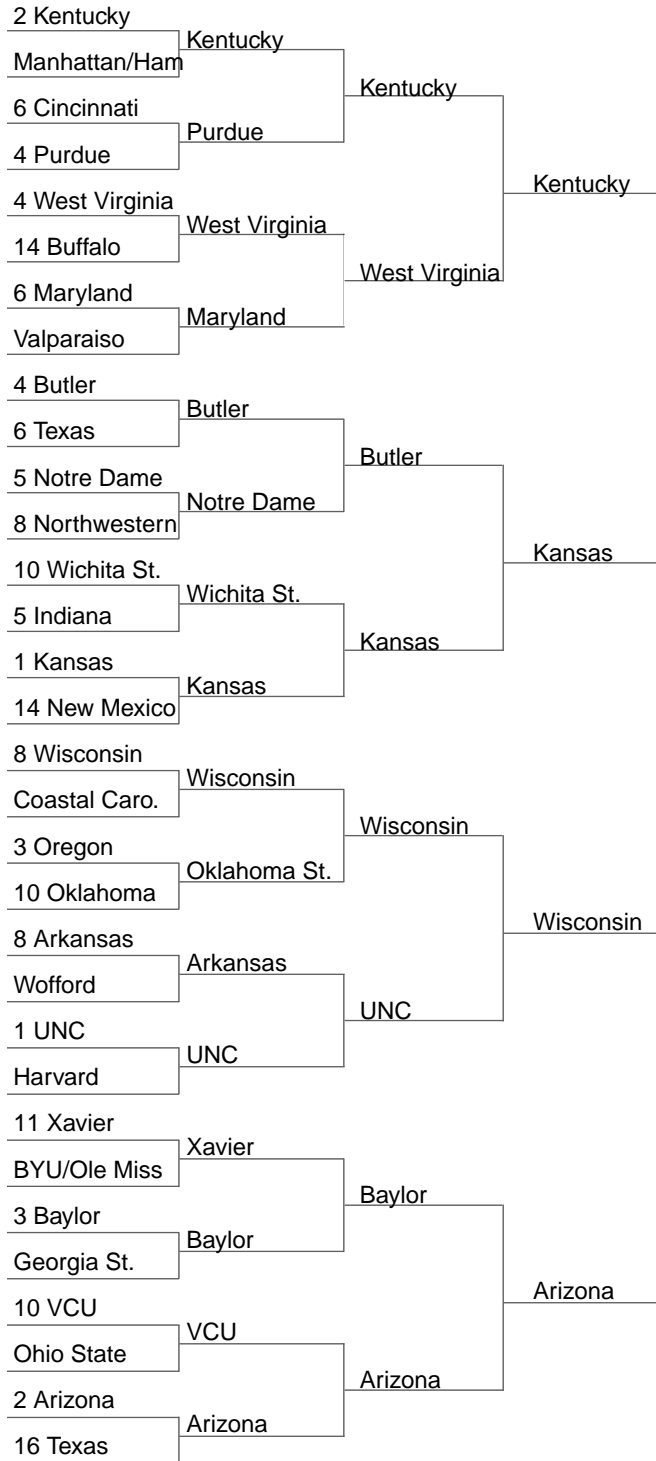 2 Kentucky
Manhattan/Ham
6 Cincinnati
4 Purdue
4 West Virginia
14 Buffalo
6 Maryland
Valparaiso
4 Butler
6 Texas
5 Notre Dame
8 Northwestern
10 Wichita St.
5 Indiana
1 Kansas
14 New Mexico
8 Wisconsin
Coastal Caro.
3 Oregon
10 Oklahoma
8 Arkansas
Wofford
1 UNC
Harvard
11 Xavier
BYU/Ole Miss
3 Baylor
Georgia St.
10 VCU
Ohio State
2 Arizona
16 Texas
Kentucky
Purdue
West Virginia
Maryland
Butler
Notre Dame
Wichita St.
Kansas
Wisconsin
Oklahoma St.
Arkansas
UNC
Xavier
Baylor
VCU
Arizona
Kentucky
West Virginia
Butler
Kansas
Wisconsin
UNC
Baylor
Arizona
Kentucky
Kansas
Wisconsin
Arizona